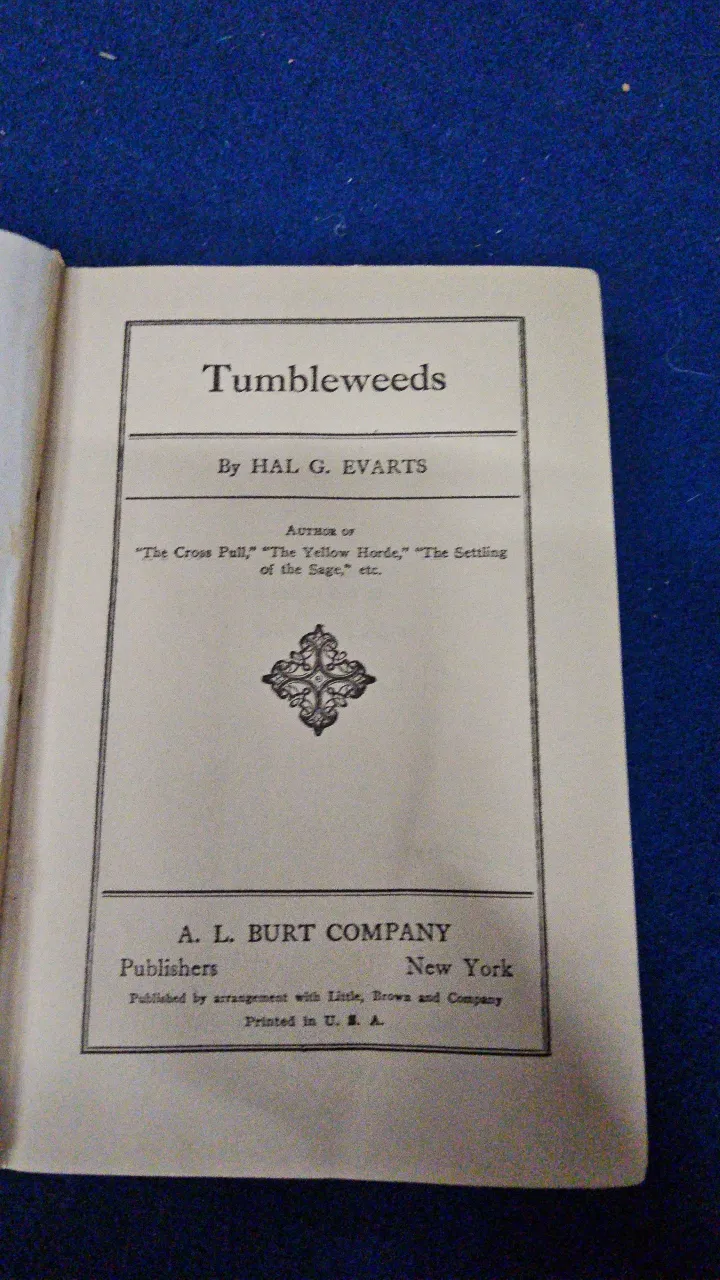 Tumbleweeds
By HAL G. EVARTS
AUTHOR OF
"The Cross Pull," "The Yellow Horde," "The Settling
of the Sage," etc.
A. L. BURT COMPANY
Publishers New York
Published by arrangement with Little, Brown and Company
Printed in U. S. A.